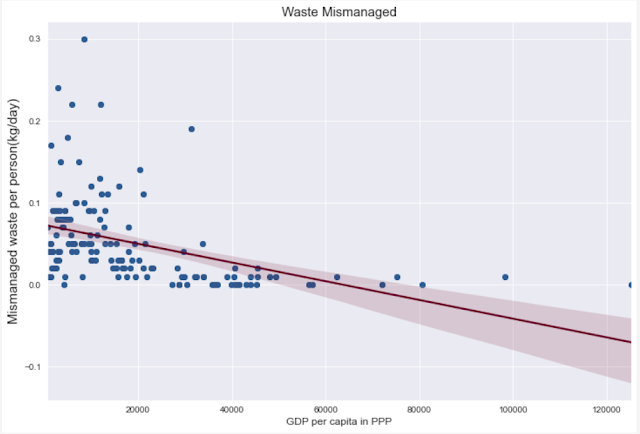 Waste Mismanaged
0.3
0.2
0.1
0.0
−0.1
Mismanaged waste per person(kg/day)
20000 40000 60000 80000 100000 120000
GDP per capita in PPP